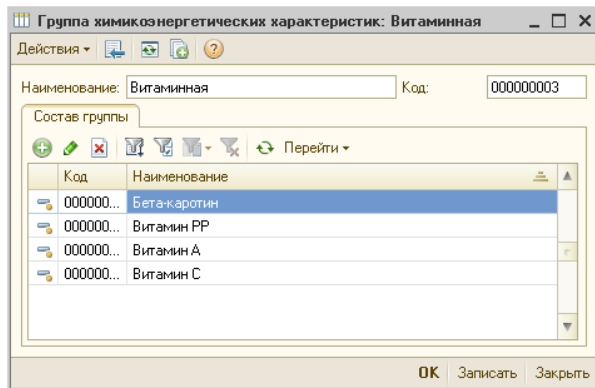 Группа химикоэнергетических характеристик: Витаминная
Действия
Наименование: Витаминная Код: 000000003
Состав группы
Перейти
Код Наименование
000000... Бета-каротин
000000... Витамин РР
000000... Витамин А
000000... Витамин С
ОК Записать Закрыть